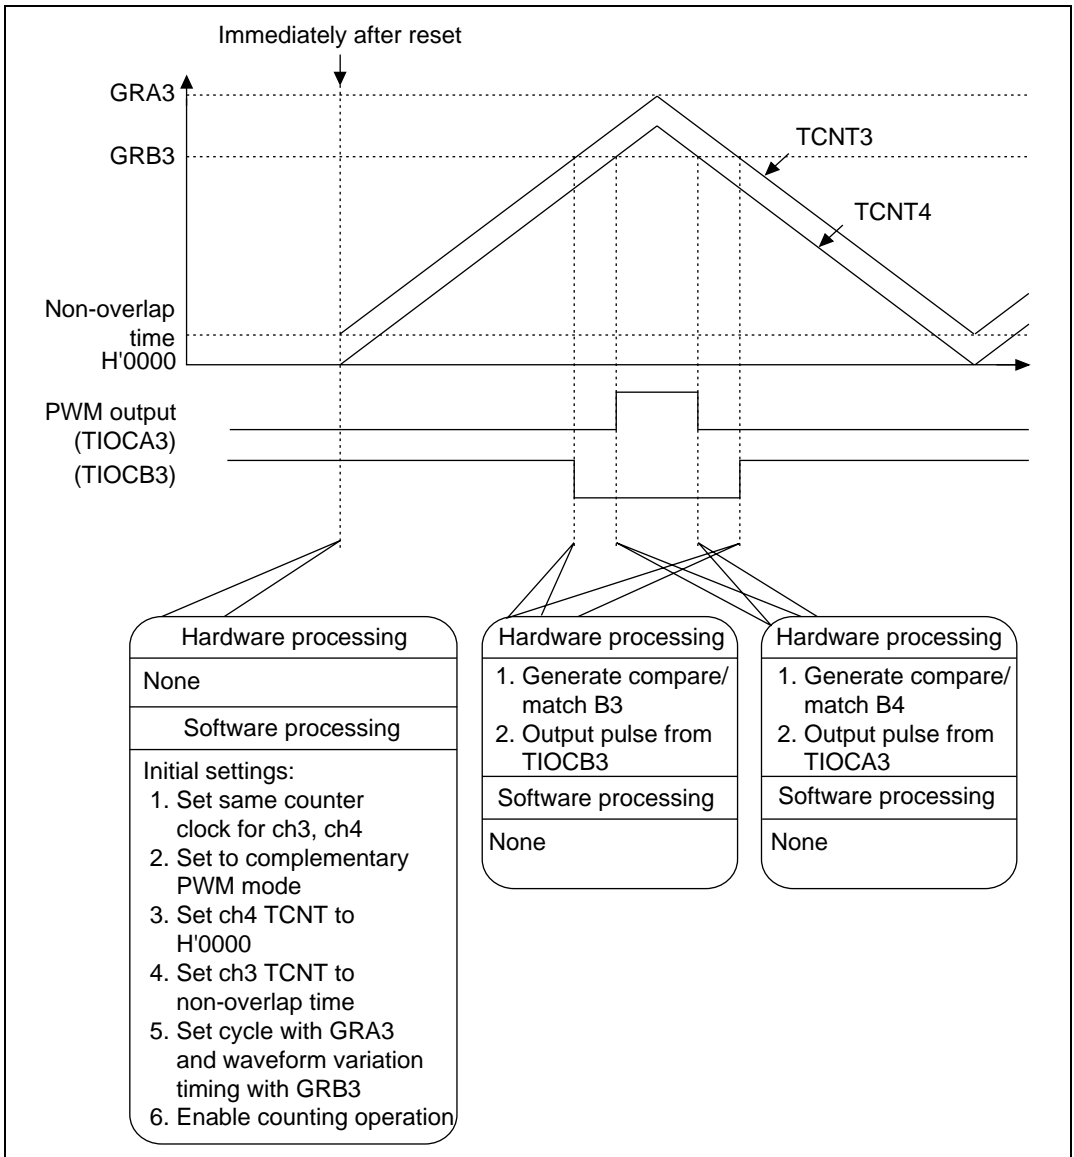 Immediately after reset
GRA3
GRB3
TCNT3
TCNT4
Non-overlap
time
H'0000
PWM output
(TIOCA3)
(TIOCB3)
Hardware processing
None
Software processing
Initial settings:
1. Set same counter
clock for ch3, ch4
2. Set to complementary
PWM mode
3. Set ch4 TCNT to
H'0000
4. Set ch3 TCNT to
non-overlap time
5. Set cycle with GRA3
and waveform variation
timing with GRB3
6. Enable counting operation
Hardware processing
1. Generate compare/
match B3
2. Output pulse from
TIOCB3
Software processing
None
Hardware processing
1. Generate compare/
match B4
2. Output pulse from
TIOCA3
Software processing
None